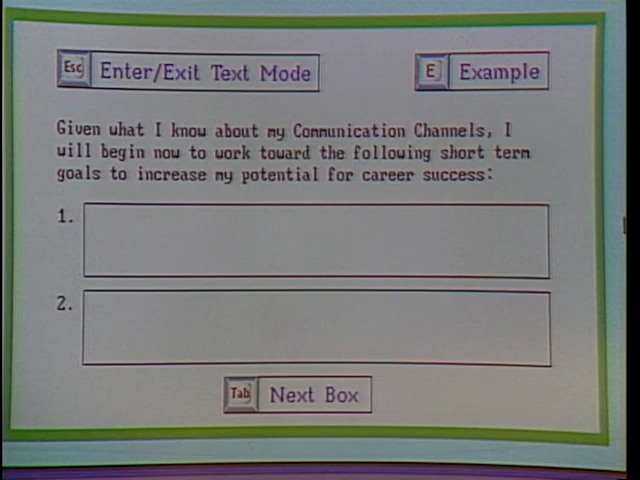 Esc Enter/Exit Text Mode E Example
Given what I know about my Communication Channels, I
will begin now to work toward the following short term
goals to increase my potential for career success:
1.
2.
Tab Next Box